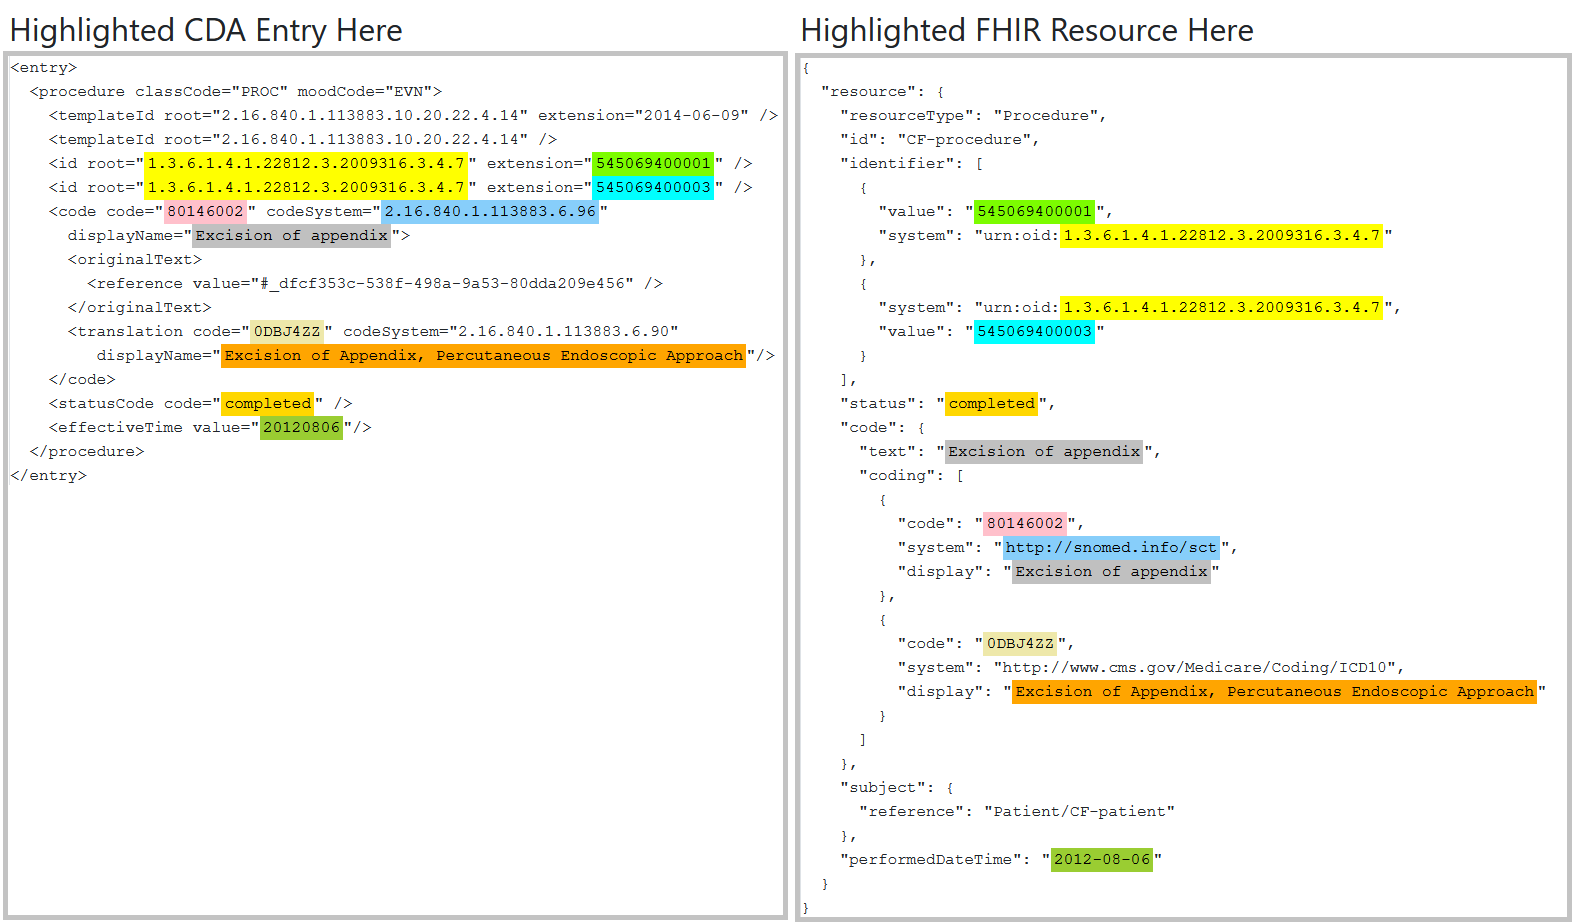 Highlighted CDA Entry Here
<entry>
<procedure classCode="PROC" moodCode="EVN">
<templateId root="2.16.840.1.113883.10.20.22.4.14" extension="2014-06-09" />
<templateId root="2.16.840.1.113883.10.20.22.4.14" />
<id root="1.3.6.1.4.1.22812.3.2009316.3.4.7" extension="545069400001" />
<id root="1.3.6.1.4.1.22812.3.2009316.3.4.7" extension="545069400003" />
<code code="80146002" codeSystem="2.16.840.1.113883.6.96"
displayName="Excision of appendix">
<originalText>
<reference value="#_dfcf353c-538f-498a-9a53-80dda209e456" />
</originalText>
<translation code="0DBJ4ZZ" codeSystem="2.16.840.1.113883.6.90"
displayName="Excision of Appendix, Percutaneous Endoscopic Approach"/>
</code>
<statusCode code="completed" />
<effectiveTime value="20120806"/>
</procedure>
</entry>
Highlighted FHIR Resource Here
{
"resource": {
"resourceType": "Procedure",
"id": "CF-procedure",
"identifier": [
{
"value": "545069400001",
"system": "urn:oid:1.3.6.1.4.1.22812.3.2009316.3.4.7"
},
{
"system": "urn:oid:1.3.6.1.4.1.22812.3.2009316.3.4.7",
"value": "545069400003"
}
],
"status": "completed",
"code": {
"text": "Excision of appendix",
"coding": [
{
"code": "80146002",
"system": "http://snomed.info/sct",
"display": "Excision of appendix"
},
{
"code": "0DBJ4ZZ",
"system": "http://www.cms.gov/Medicare/Coding/ICD10",
"display": "Excision of Appendix, Percutaneous Endoscopic Approach"
}
]
},
"subject": {
"reference": "Patient/CF-patient"
},
"performedDateTime": "2012-08-06"
}
}